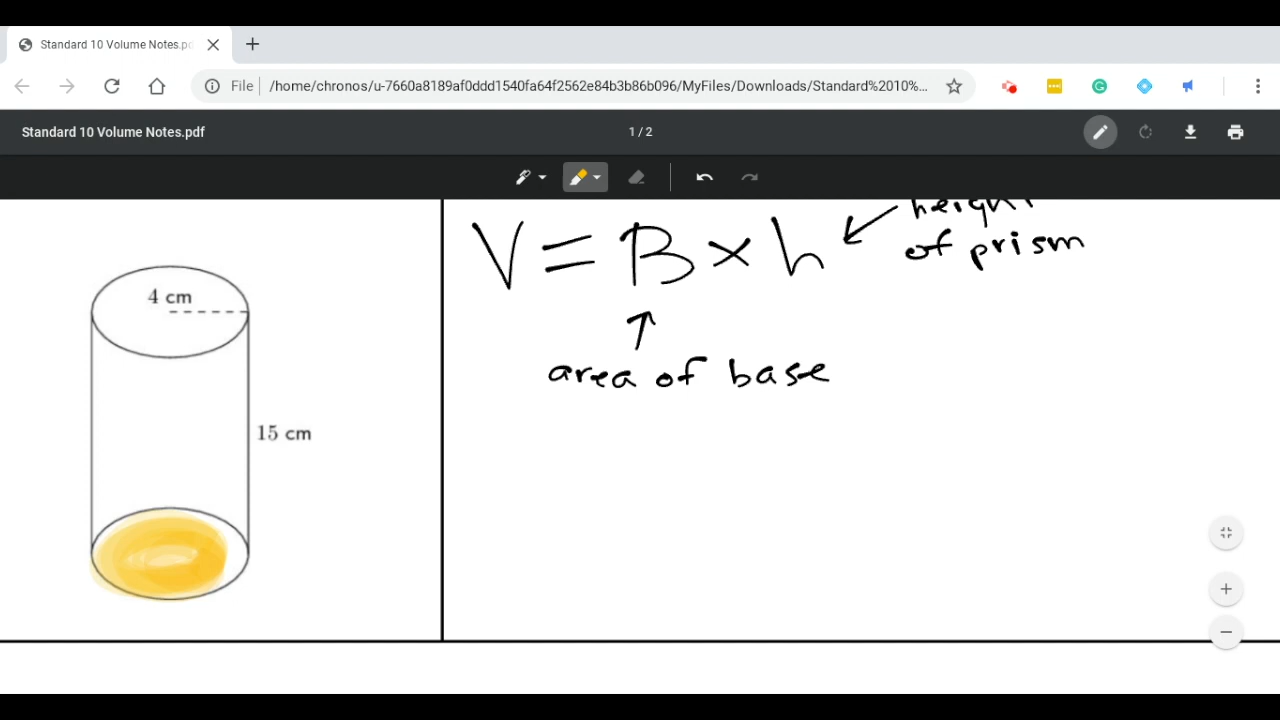 Standard 10 Volume Notes.pd
File /home/chronos/u-7660a8189af0ddd1540fa64f2562e84b3b86b096/MyFiles/Downloads/Standard%2010%...
Standard 10 Volume Notes.pdf
1 / 2
height
V = B × h
of prism
4 cm
area of base
15 cm